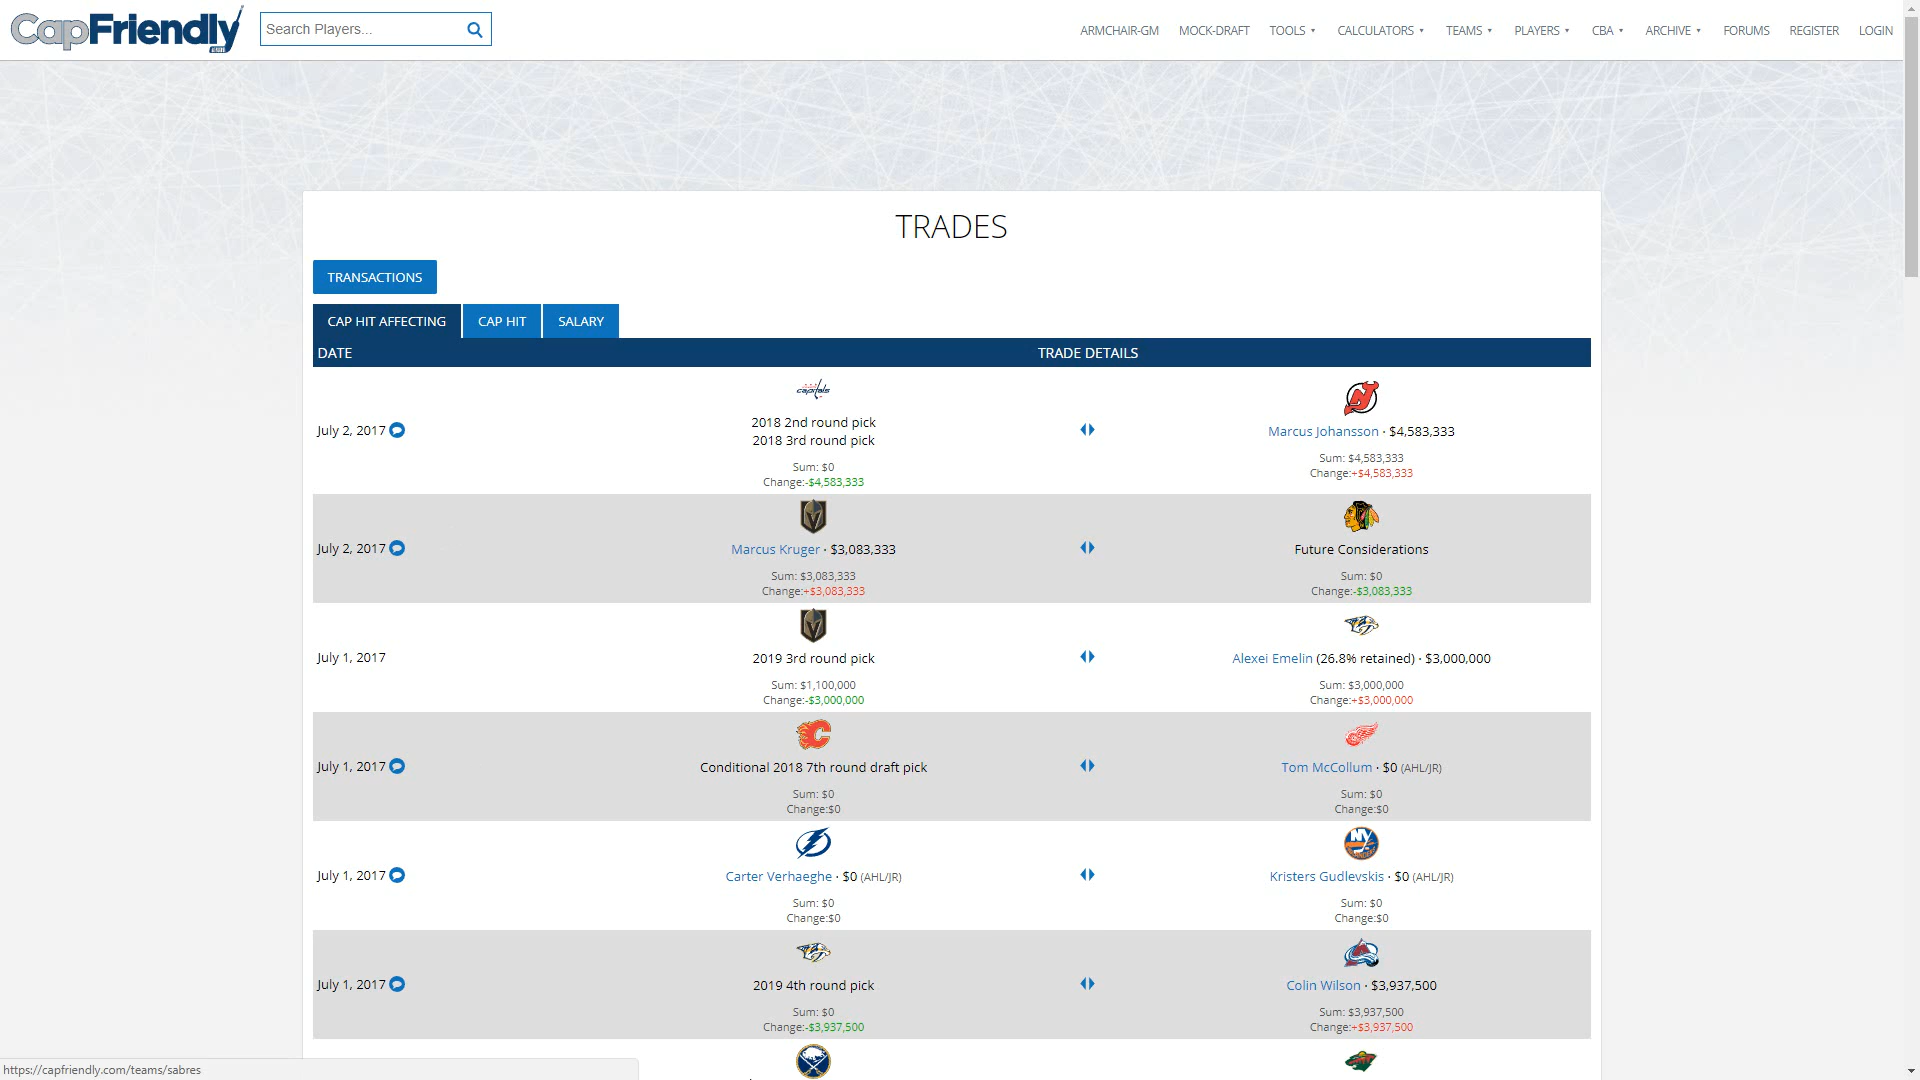 CapFriendly
Search Players...
ARMCHAIR-GM
MOCK-DRAFT
TOOLS
CALCULATORS
TEAMS
PLAYERS
CBA
ARCHIVE
FORUMS
REGISTER
LOGIN
TRADES
TRANSACTIONS
CAP HIT AFFECTING
CAP HIT
SALARY
DATE
TRADE DETAILS
capitals
July 2, 2017
2018 2nd round pick
2018 3rd round pick
Sum: $0
Change:-$4,583,333
Marcus Johansson · $4,583,333
Sum: $4,583,333
Change:+$4,583,333
July 2, 2017
Marcus Kruger · $3,083,333
Sum: $3,083,333
Change:+$3,083,333
Future Considerations
Sum: $0
Change:-$3,083,333
July 1, 2017
2019 3rd round pick
Sum: $1,100,000
Change:-$3,000,000
Alexei Emelin (26.8% retained) · $3,000,000
Sum: $3,000,000
Change:+$3,000,000
July 1, 2017
Conditional 2018 7th round draft pick
Sum: $0
Change:$0
Tom McCollum · $0 (AHL/JR)
Sum: $0
Change:$0
July 1, 2017
Carter Verhaeghe · $0 (AHL/JR)
Sum: $0
Change:$0
NY
Kristers Gudlevskis · $0 (AHL/JR)
Sum: $0
Change:$0
July 1, 2017
2019 4th round pick
Sum: $0
Change:-$3,937,500
Colin Wilson · $3,937,500
Sum: $3,937,500
Change:+$3,937,500
https://capfriendly.com/teams/sabres